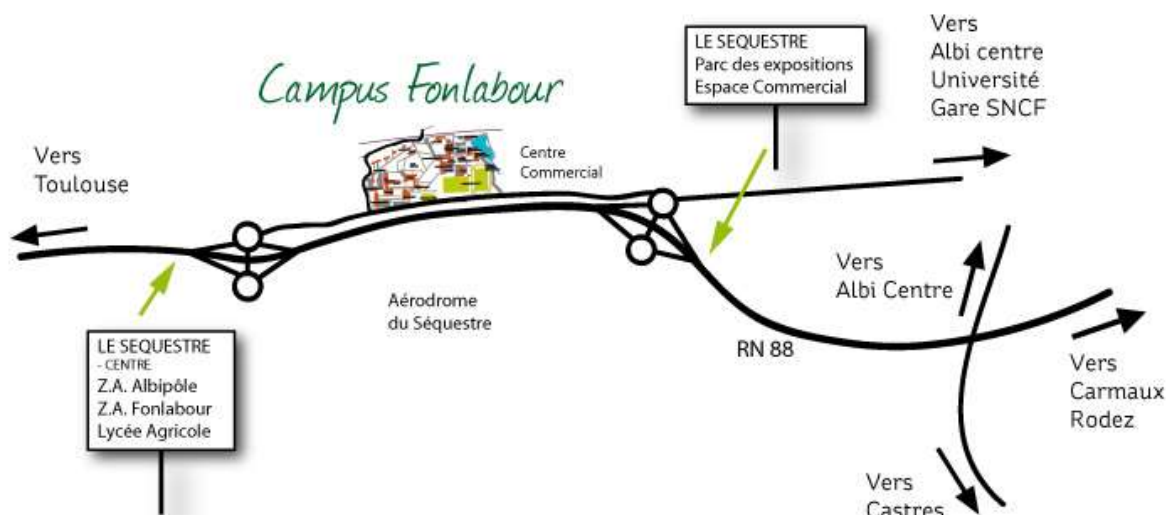 Campus Fonlabour
LE SEQUESTRE
Parc des expositions
Espace Commercial
Vers
Albi centre
Université
Gare SNCF
Vers
Toulouse
Centre
Commercial
Aérodrome
du Séquestre
Vers
Albi Centre
RN 88
LE SEQUESTRE
- CENTRE
Z.A. Albipôle
Z.A. Fonlabour
Lycée Agricole
Vers
Carmaux
Rodez
Vers
Castres